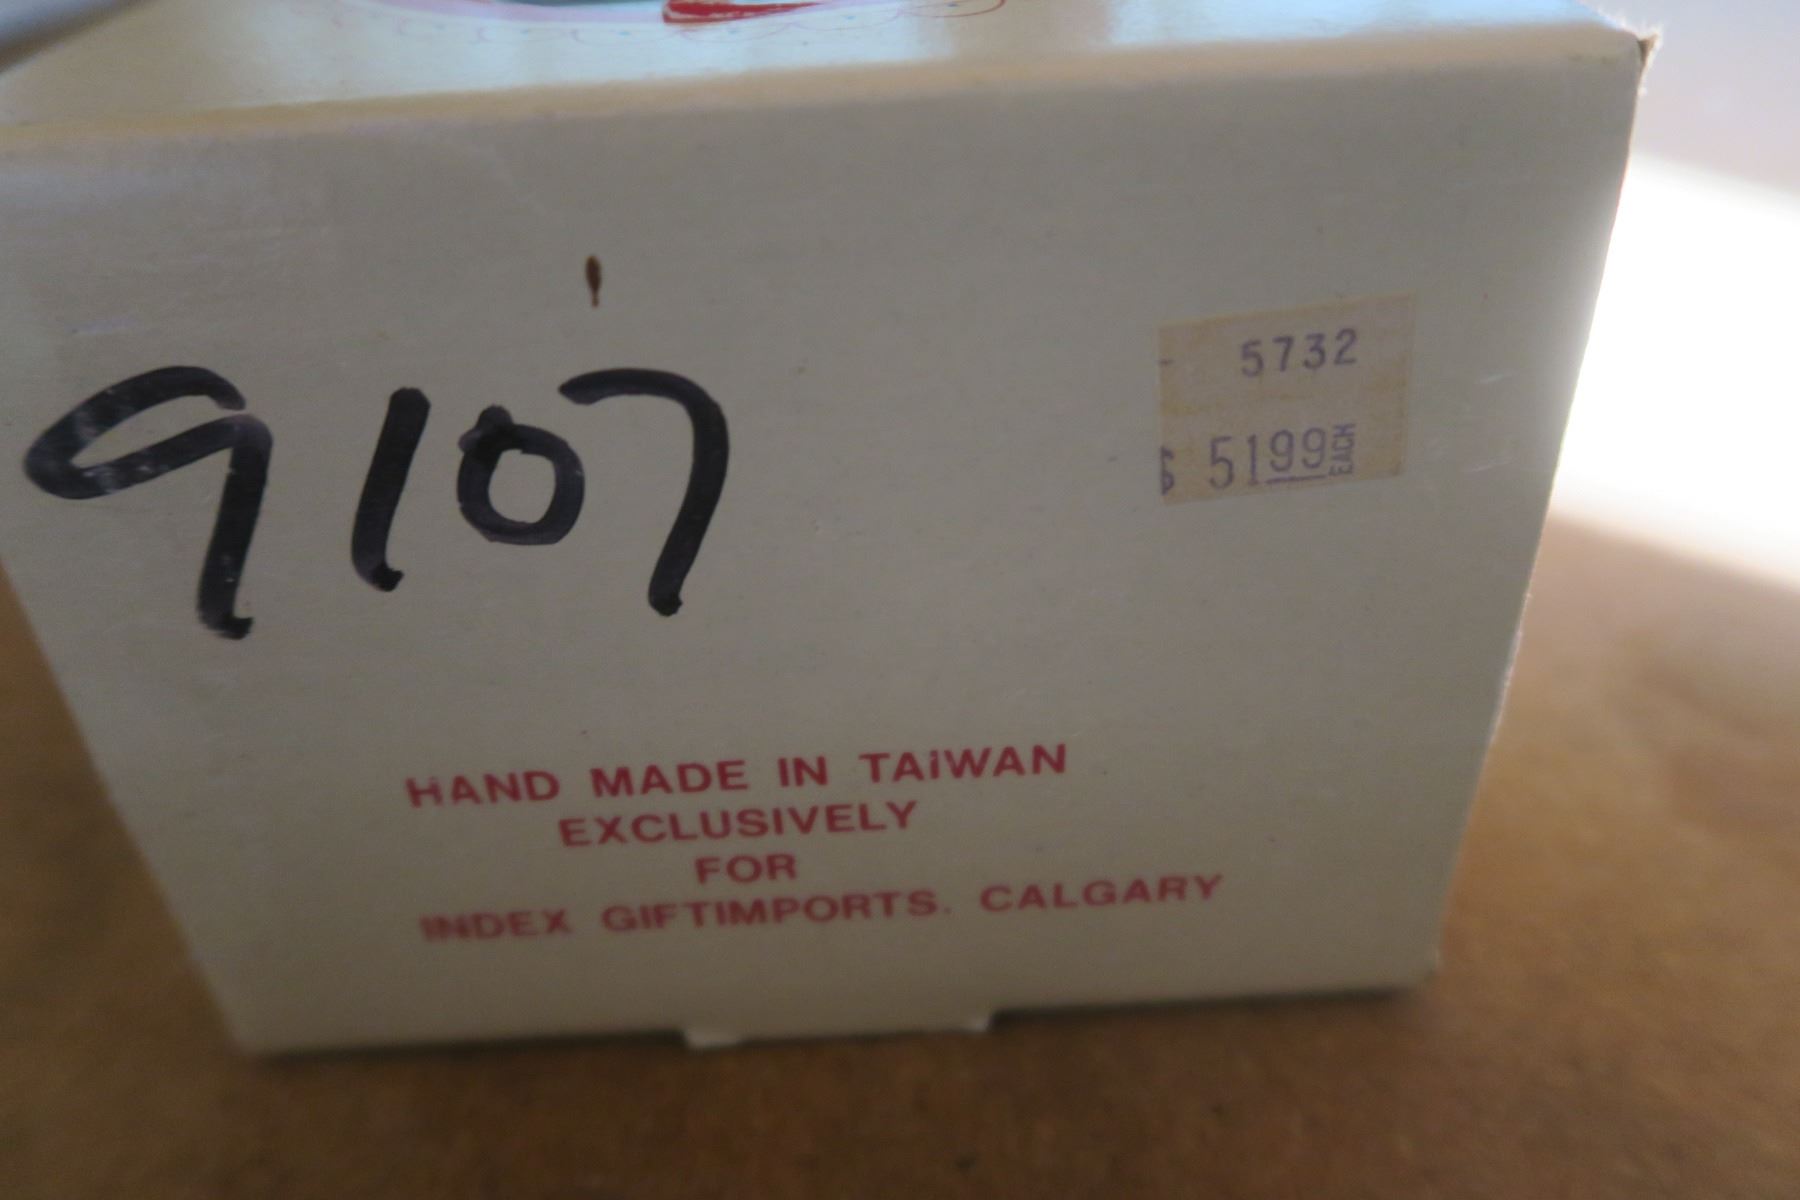 5732
$ 5199 EACH
9107
HAND MADE IN TAiWAN
EXCLUSIVELY
FOR
INDEX GIFTIMPORTS. CALGARY